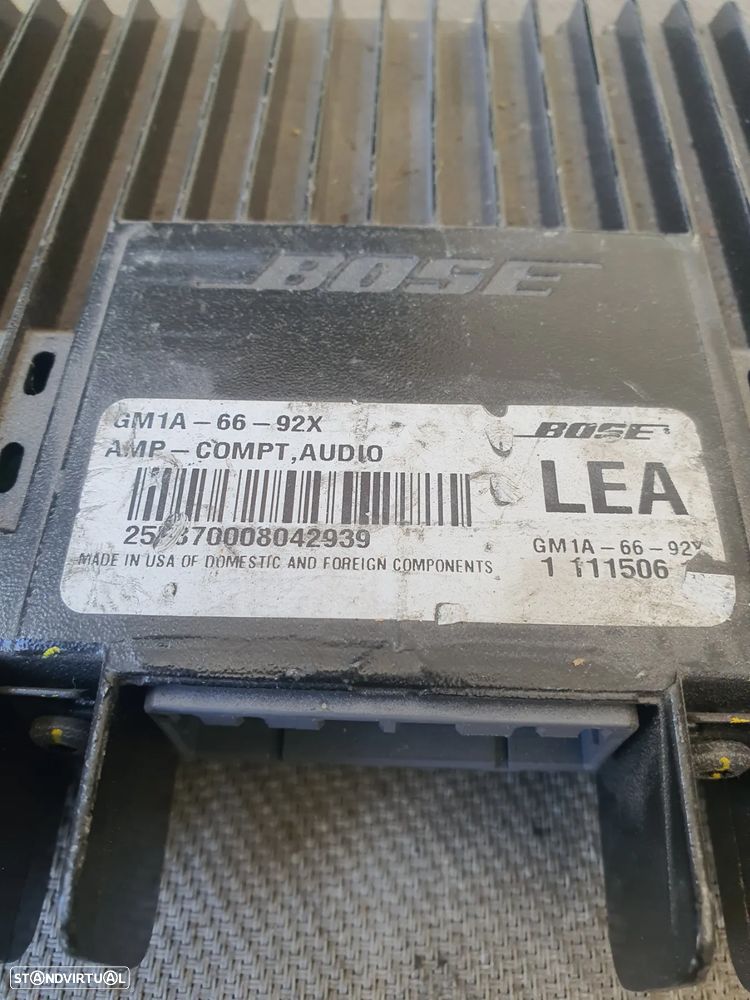 BOSE
GM1A-66-92X
AMP-COMPT,AUDIO
BOSE
LEA
GM1A-66-92X
1 111506
MADE IN USA OF DOMESTIC AND FOREIGN COMPONENTS
STANDVIRTUAL